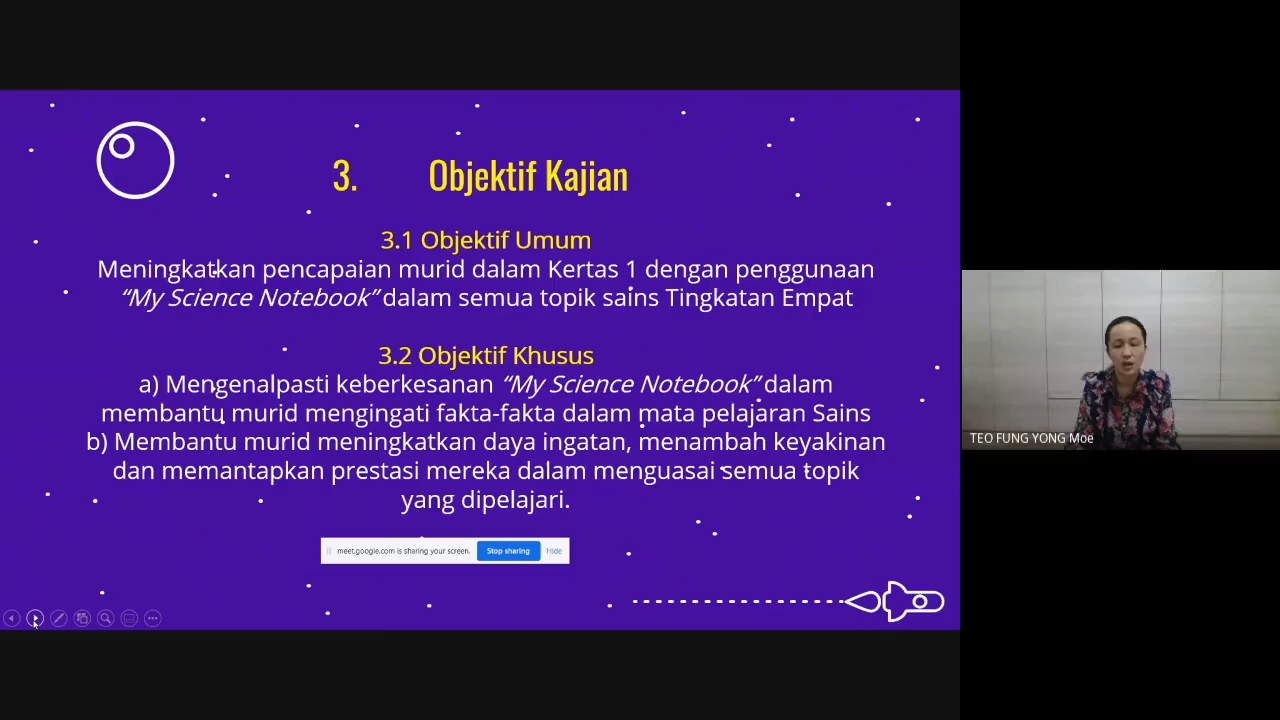 3. Objektif Kajian
3.1 Objektif Umum
Meningkatkan pencapaian murid dalam Kertas 1 dengan penggunaan
“My Science Notebook” dalam semua topik sains Tingkatan Empat
3.2 Objektif Khusus
a) Mengenalpasti keberkesanan “My Science Notebook” dalam
membantu murid mengingati fakta-fakta dalam mata pelajaran Sains
b) Membantu murid meningkatkan daya ingatan, menambah keyakinan
dan memantapkan prestasi mereka dalam menguasai semua topik
yang dipelajari.
meet.google.com is sharing your screen. Stop sharing Hide
TEO FUNG YONG Moe